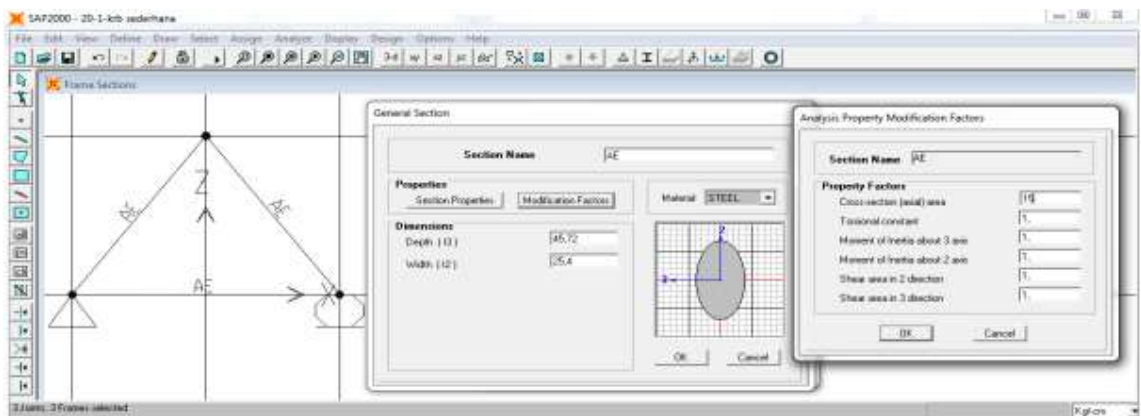 SAP2000 - 20-1-krb sederhana
File Edit View Define Draw Select Assign Analyze Display Design Options Help
Frame Sections
General Section
Section Name AE
Properties
Section Properties Modification Factors
Material STEEL
Dimensions
Depth ( t3 ) 45,72
Width ( t2 ) 25,4
2
3
OK Cancel
Analysis Property Modification Factors
Section Name AE
Property Factors
Cross-section (axial) area 15
Torsional constant 1.
Moment of Inertia about 3 axis 1.
Moment of Inertia about 2 axis 1.
Shear area in 2 direction 1.
Shear area in 3 direction 1.
OK Cancel
Z
AE AE
AE X
3 Joints, 3 Frames selected
Kgf-cm